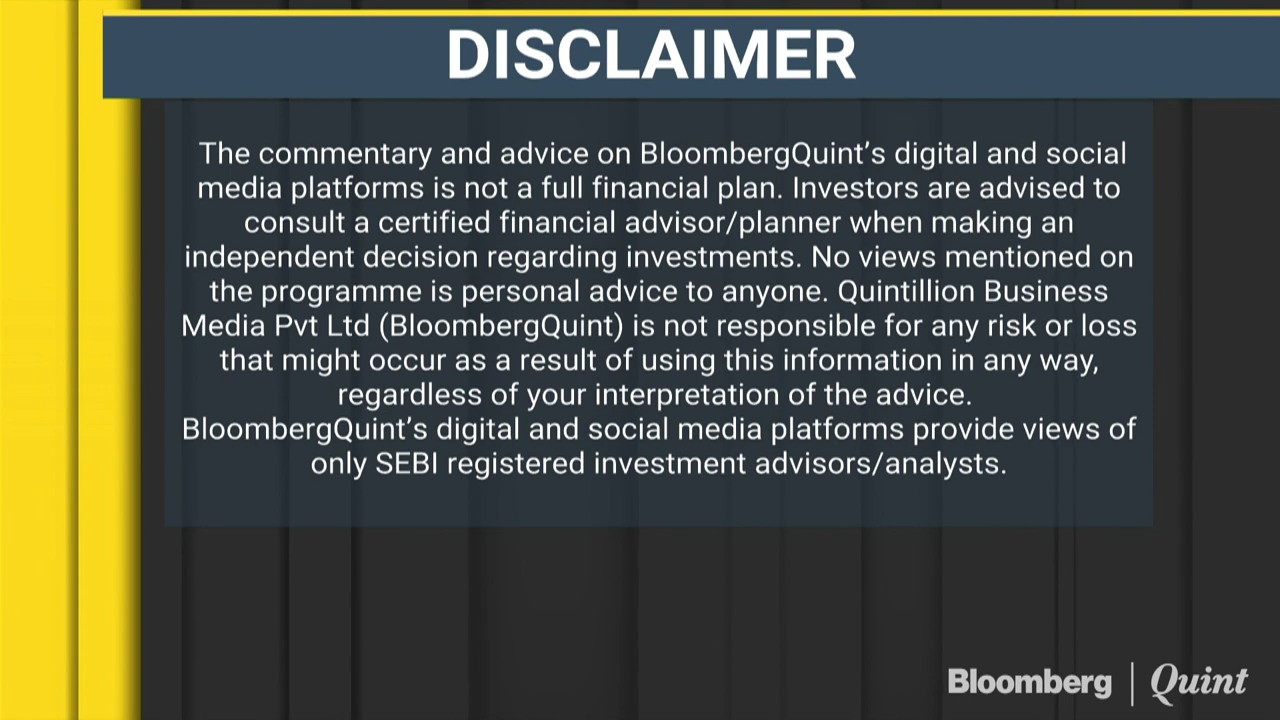 DISCLAIMER
The commentary and advice on BloombergQuint’s digital and social
media platforms is not a full financial plan. Investors are advised to
consult a certified financial advisor/planner when making an
independent decision regarding investments. No views mentioned on
the programme is personal advice to anyone. Quintillion Business
Media Pvt Ltd (BloombergQuint) is not responsible for any risk or loss
that might occur as a result of using this information in any way,
regardless of your interpretation of the advice.
BloombergQuint’s digital and social media platforms provide views of
only SEBI registered investment advisors/analysts.
Bloomberg | Quint